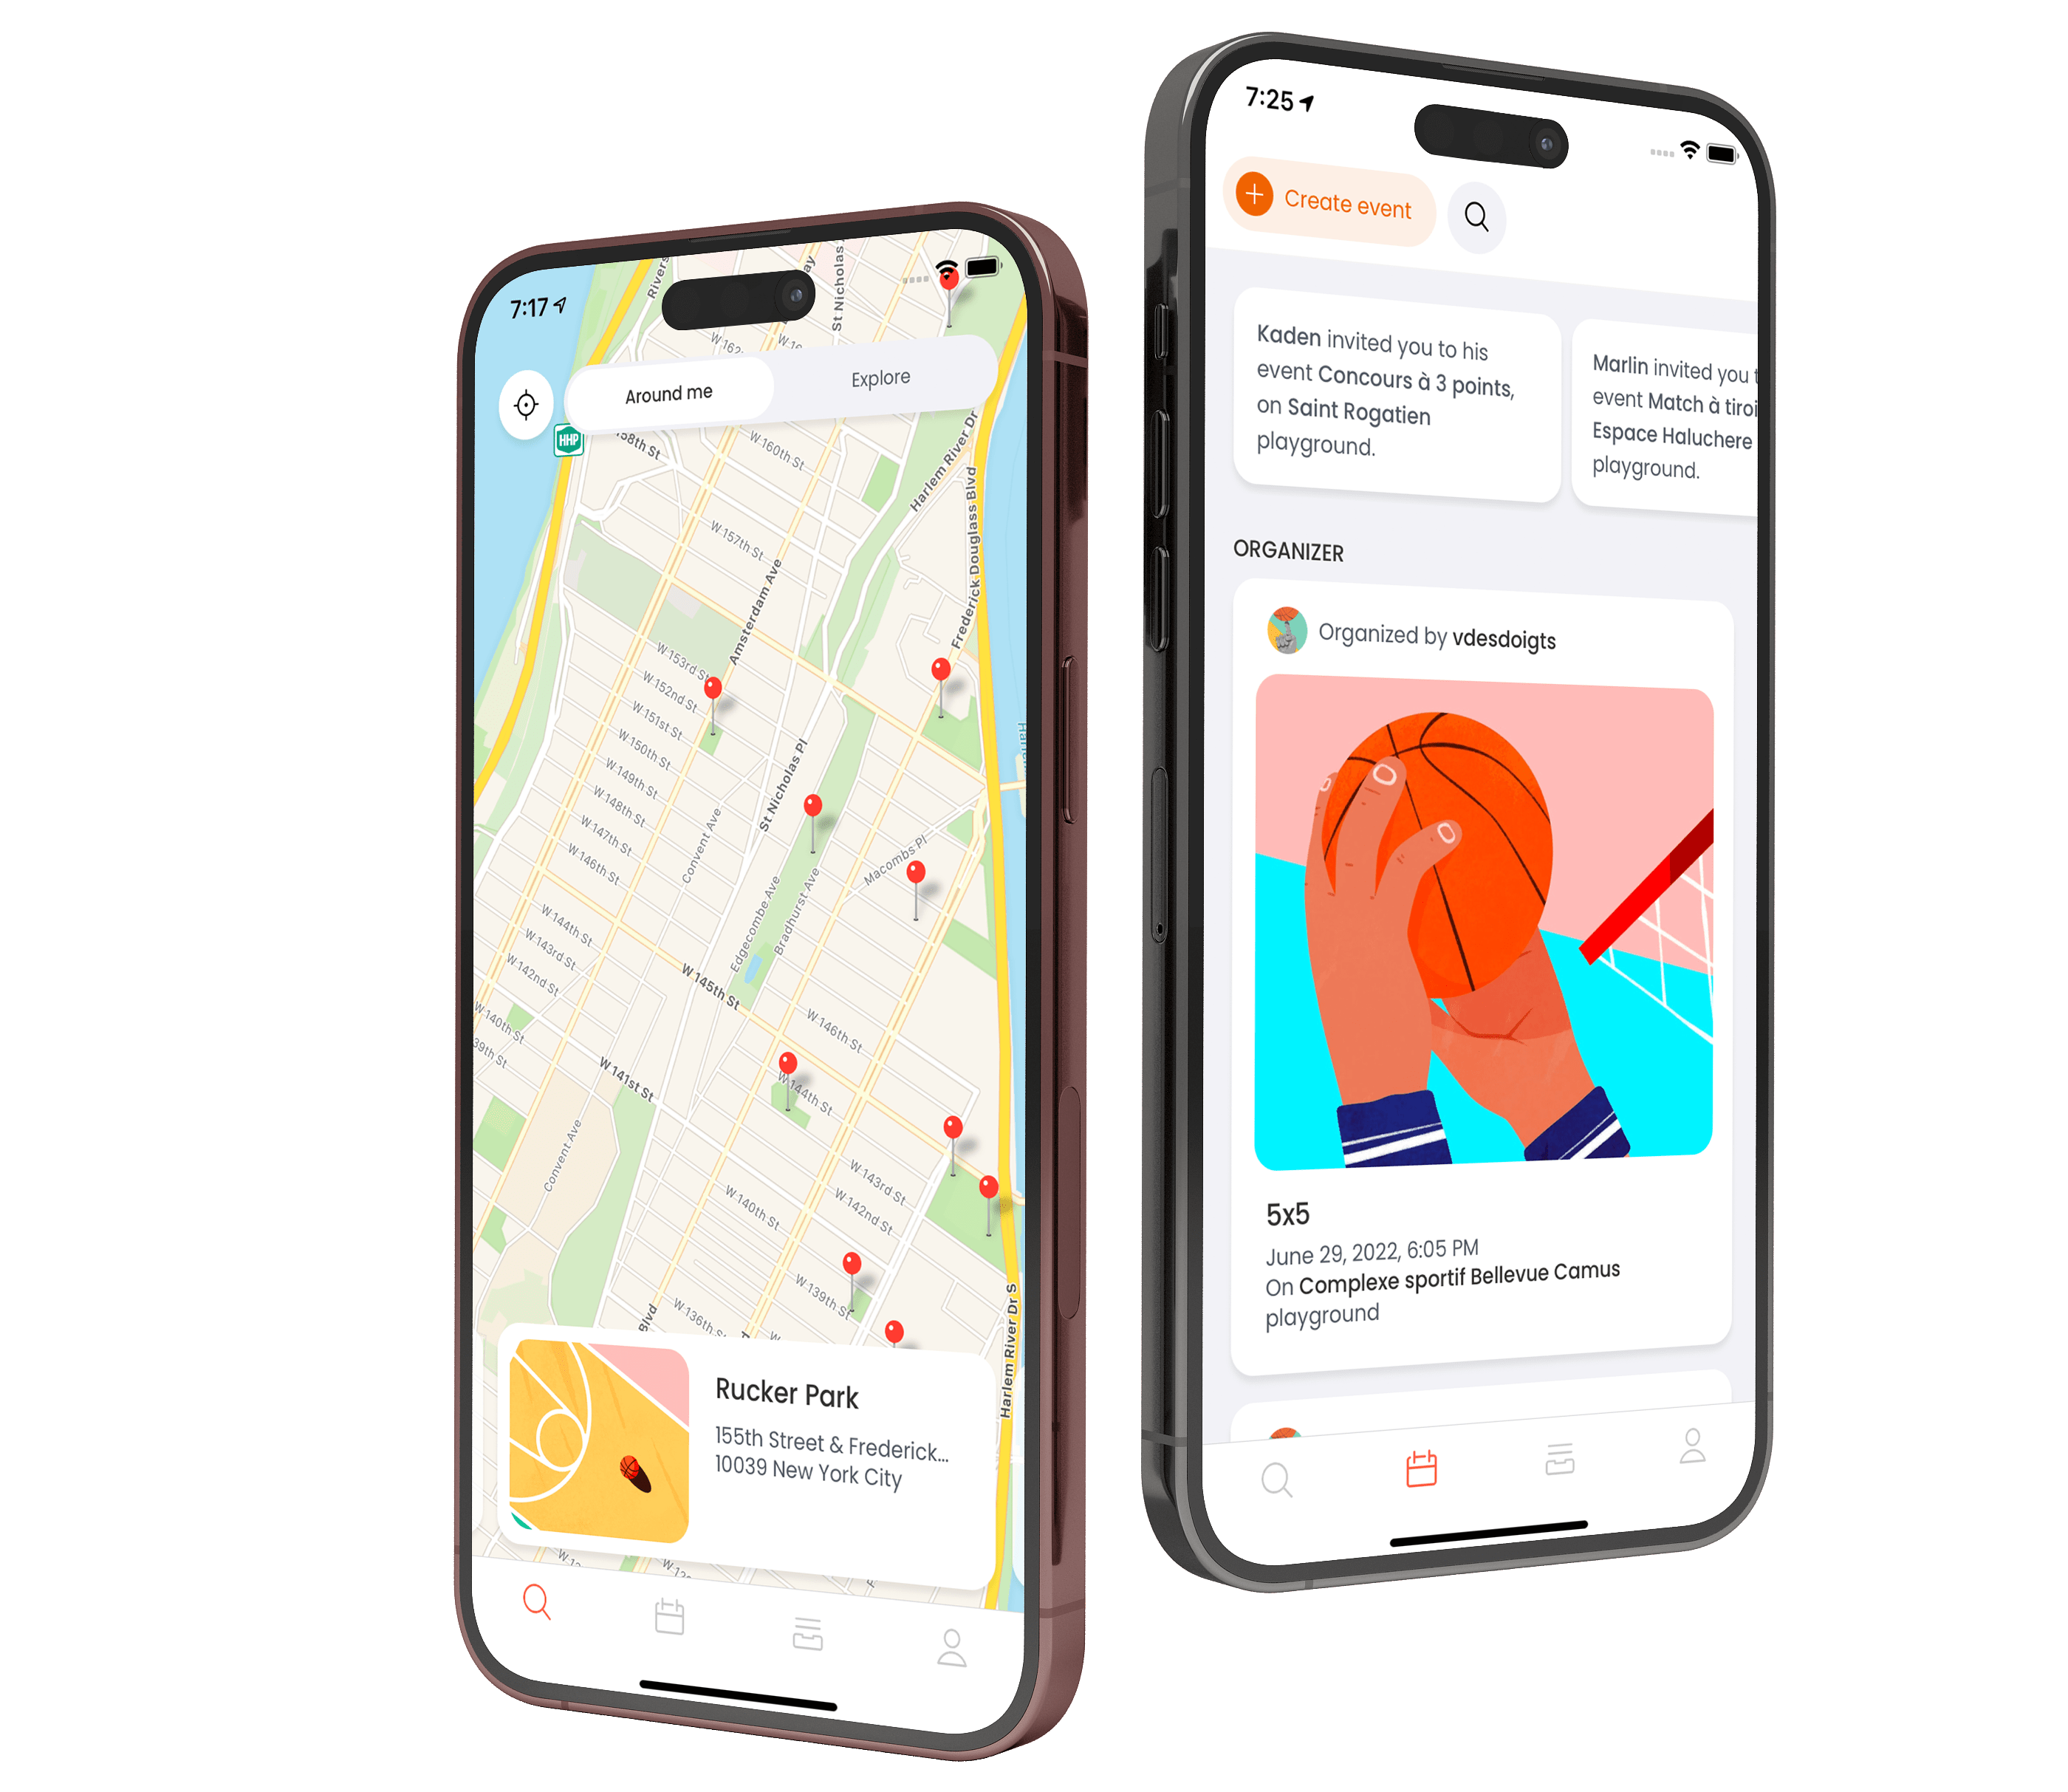 7:17
Around me
Explore
HHP
St Nicholas
W 160th St
W 157th St
Harlem River Dr
Frederick Douglass Blvd
Amsterdam Ave
W 153rd St
W 152nd St
W 151st St
W 150th St
W 149th St
W 148th St
W 147th St
W 146th St
St Nicholas Pl
Convent Ave
Macombs Pl
Edgecombe Ave
Bradhurst Ave
W 144th St
W 143rd St
W 142nd St
W 145th St
W 146th St
W 140th St
39th St
W 141st St
W 144th St
Convent Ave
W 143rd St
W 142nd St
W 140th St
W 139th St
W 136th St
Blvd
Harlem River Dr S
Rucker Park
155th Street & Frederick...
10039 New York City
7:25
Create event
Kaden invited you to his
event Concours à 3 points,
on Saint Rogatien
playground.
Marlin invited you
event Match à tiroi
Espace Haluchere
playground.
ORGANIZER
Organized by vdesdoigts
5x5
June 29, 2022, 6:05 PM
On Complexe sportif Bellevue Camus
playground